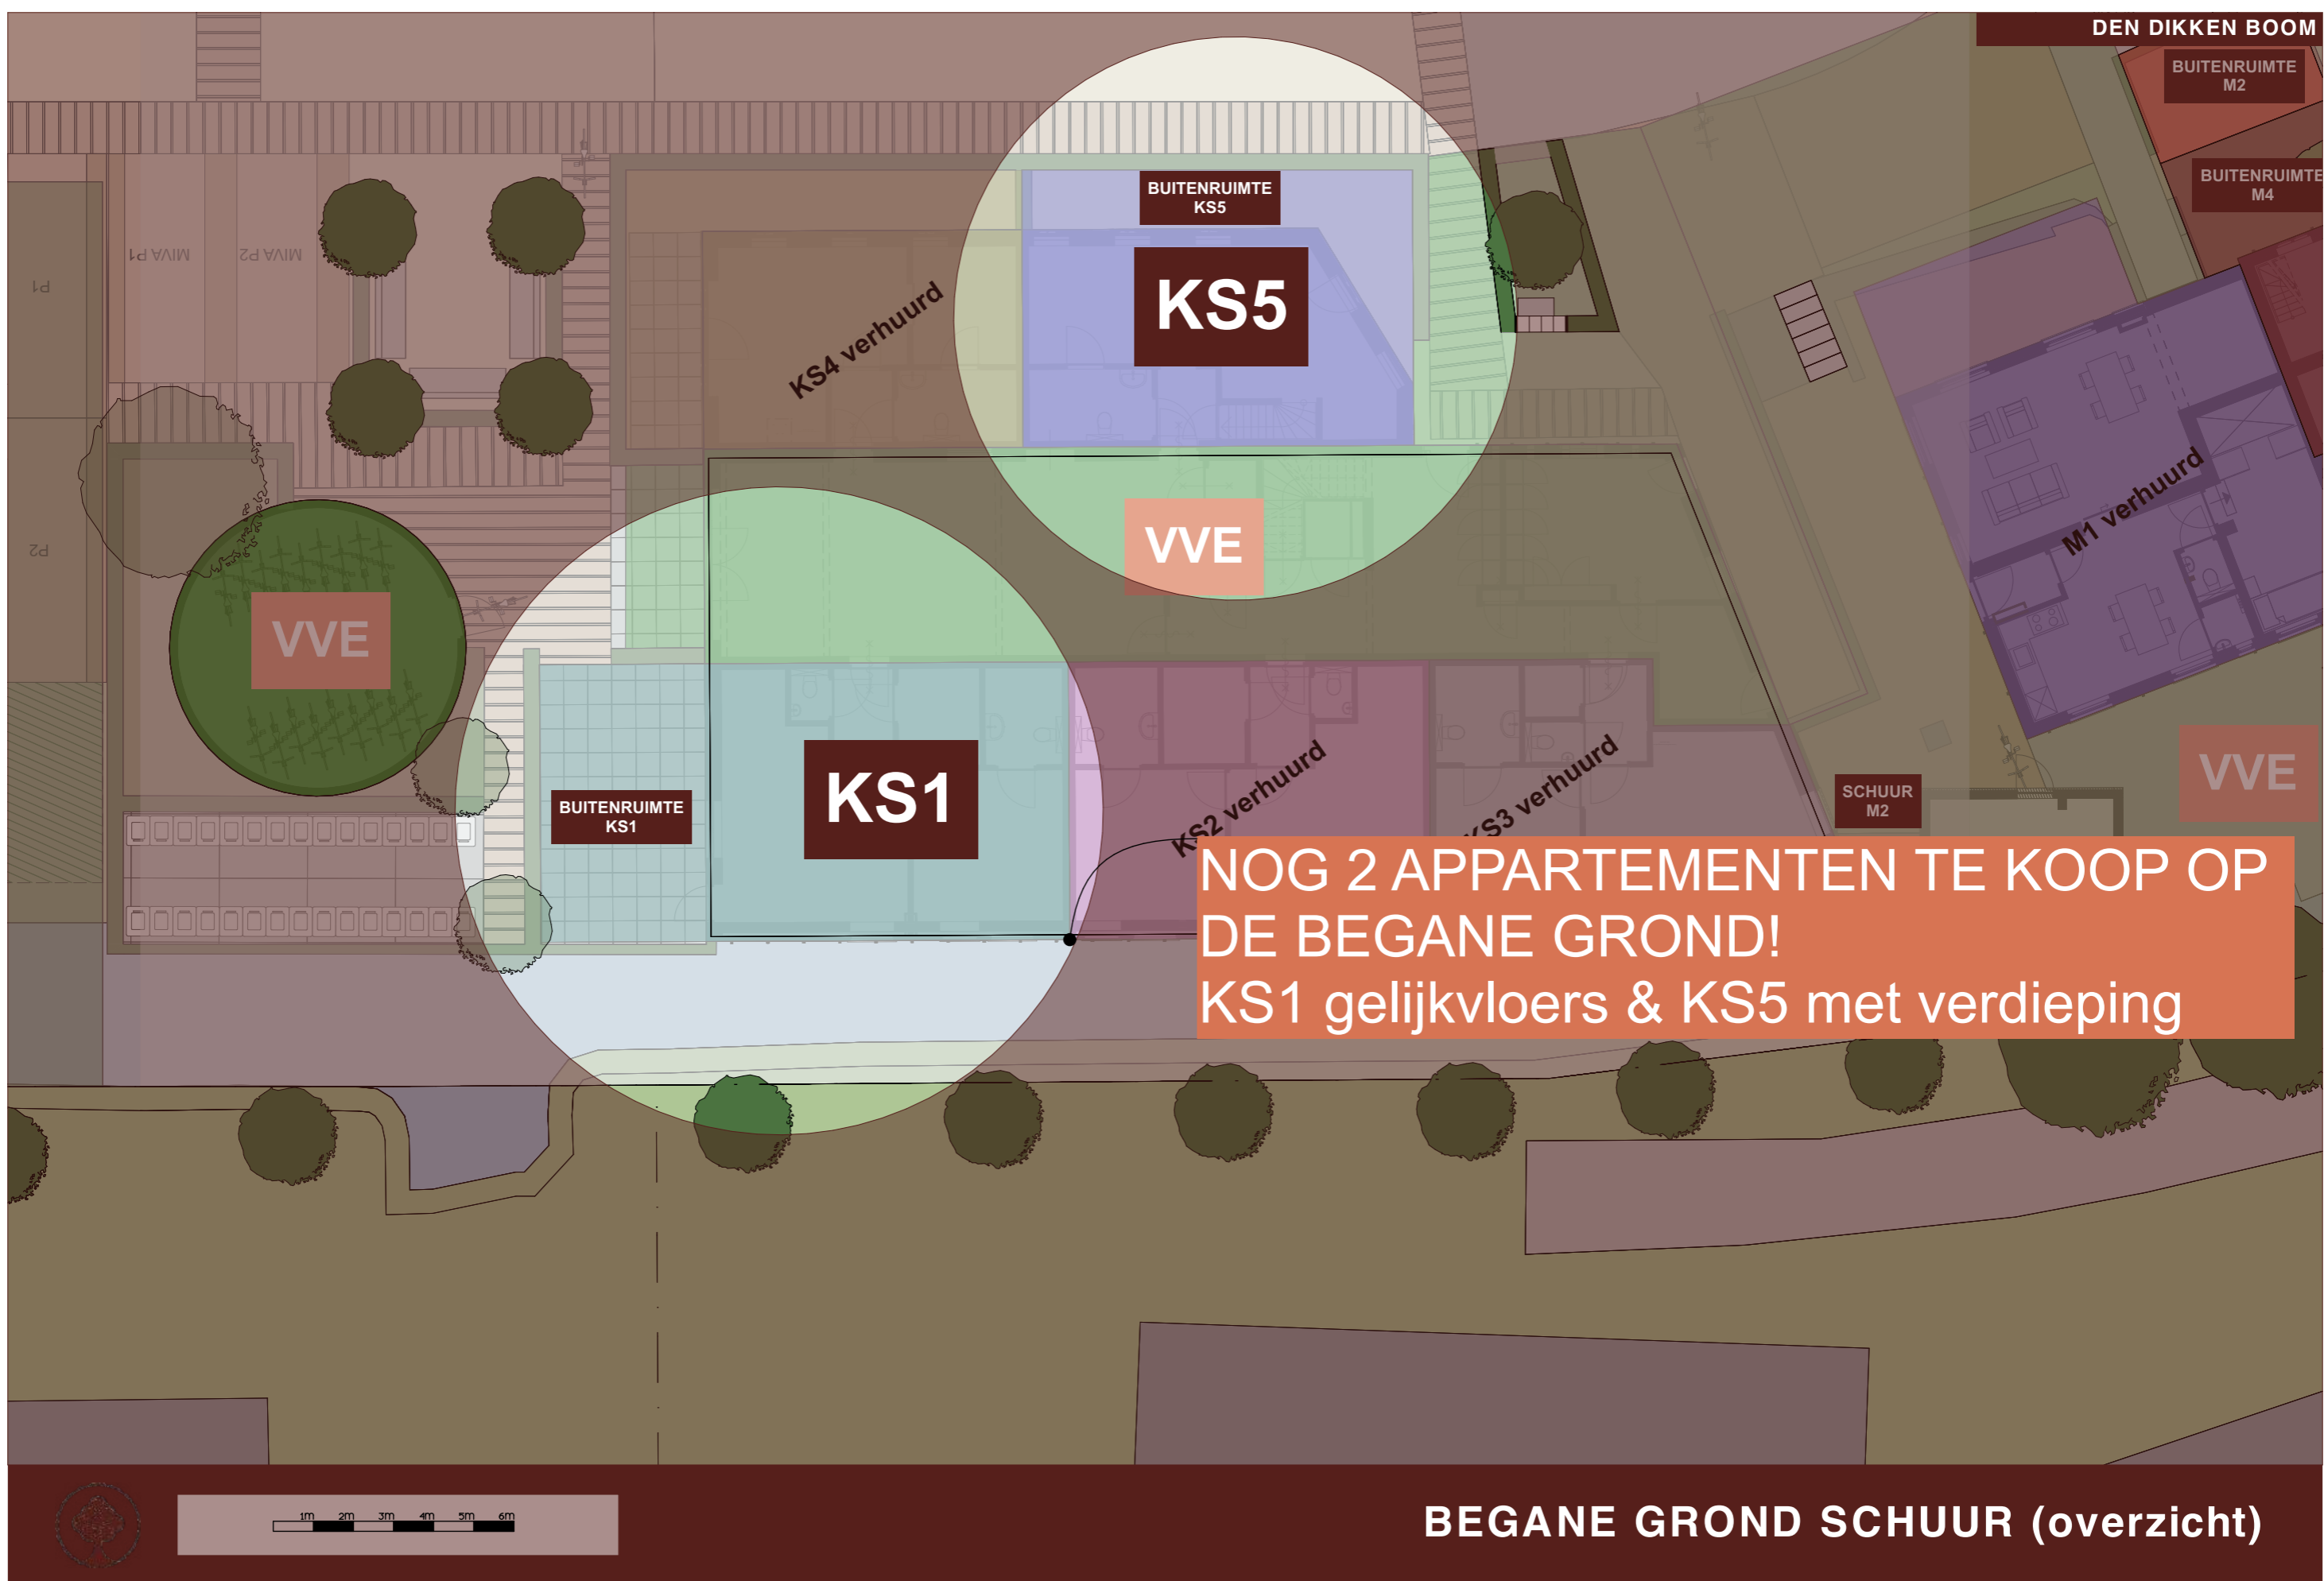 DEN DIKKEN BOOM
BUITENRUIMTE
M2
BUITENRUIMTE
M4
BUITENRUIMTE
KS5
KS5
MIVA P1
MIVA P2
P1
KS4 verhuurd
M1 verhuurd
VVE
P2
VVE
KS1
BUITENRUIMTE
KS1
KS2 verhuurd
KS3 verhuurd
SCHUUR
M2
VVE
NOG 2 APPARTEMENTEN TE KOOP OP
DE BEGANE GROND!
KS1 gelijkvloers & KS5 met verdieping
1m 2m 3m 4m 5m 6m
BEGANE GROND SCHUUR (overzicht)